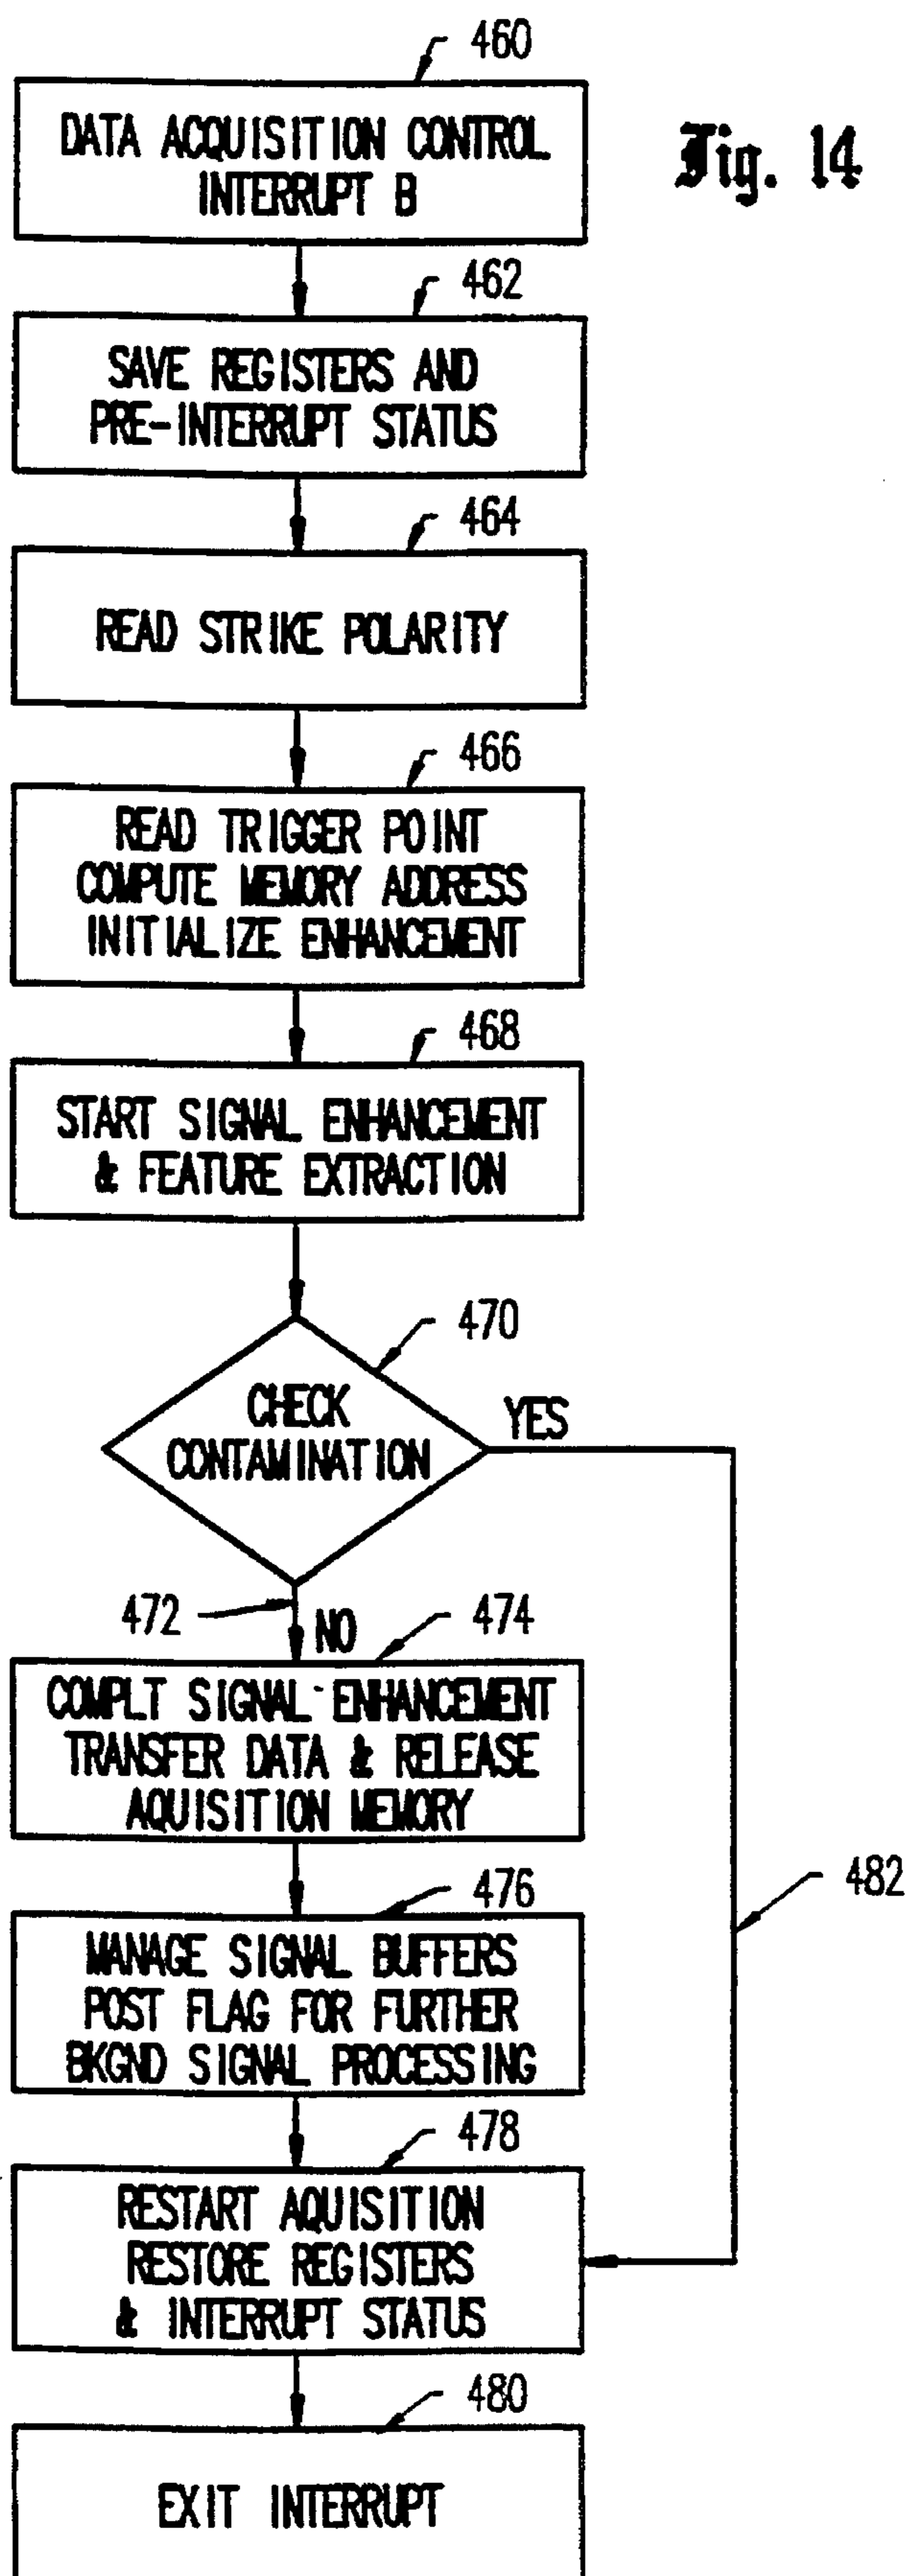 460
DATA ACQUISITION CONTROL
INTERRUPT B
Fig. 14
462
SAVE REGISTERS AND
PRE-INTERRUPT STATUS
464
READ STRIKE POLARITY
466
READ TRIGGER POINT
COMPUTE MEMORY ADDRESS
INITIALIZE ENHANCEMENT
468
START SIGNAL ENHANCEMENT
& FEATURE EXTRACTION
470
CHECK
CONTAMINATION
YES
472
NO
474
COMPLT SIGNAL ENHANCEMENT
TRANSFER DATA & RELEASE
AQUISITION MEMORY
482
476
MANAGE SIGNAL BUFFERS
POST FLAG FOR FURTHER
BKGND SIGNAL PROCESSING
478
RESTART AQUISITION
RESTORE REGISTERS
& INTERRUPT STATUS
480
EXIT INTERRUPT